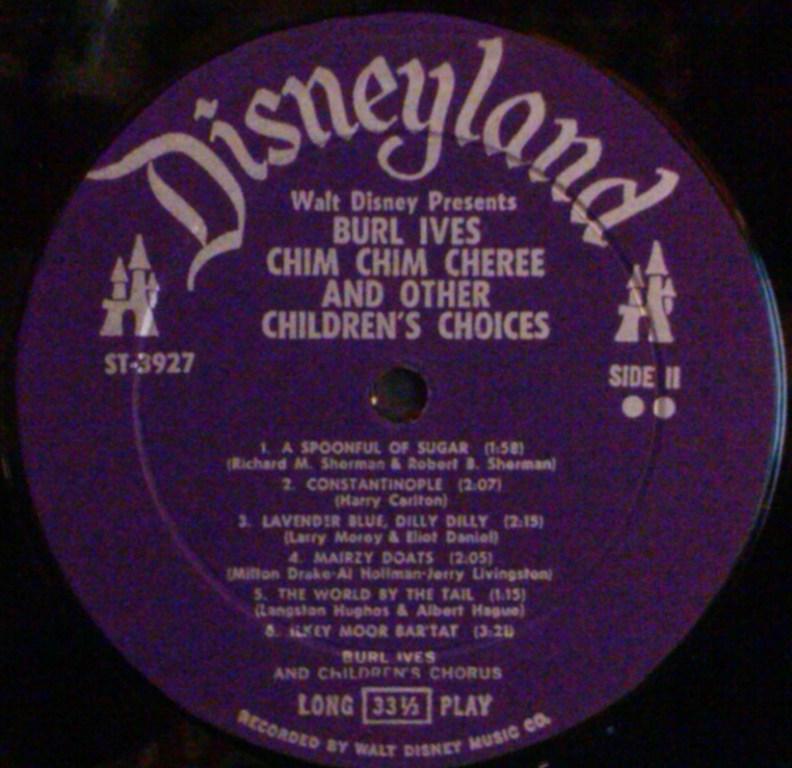 Disneyland
Walt Disney Presents
BURL IVES
CHIM CHIM CHEREE
AND OTHER
CHILDREN'S CHOICES
ST-3927
SIDE II
1. A SPOONFUL OF SUGAR (1:58)
(Richard M. Sherman & Robert B. Sherman)
2. CONSTANTINOPLE (2:07)
(Harry Carlton)
3. LAVENDER BLUE, DILLY DILLY (2:15)
(Larry Morey & Eliot Daniel)
4. MAIRZY DOATS (2:05)
(Milton Drake-Al Hoffman-Jerry Livingston)
5. THE WORLD BY THE TAIL (1:15)
(Langston Hughes & Albert Hague)
6. ILKEY MOOR BAR'TAT (3:21)
BURL IVES
AND CHILDREN'S CHORUS
LONG 33⅓ PLAY
RECORDED BY WALT DISNEY MUSIC CO.